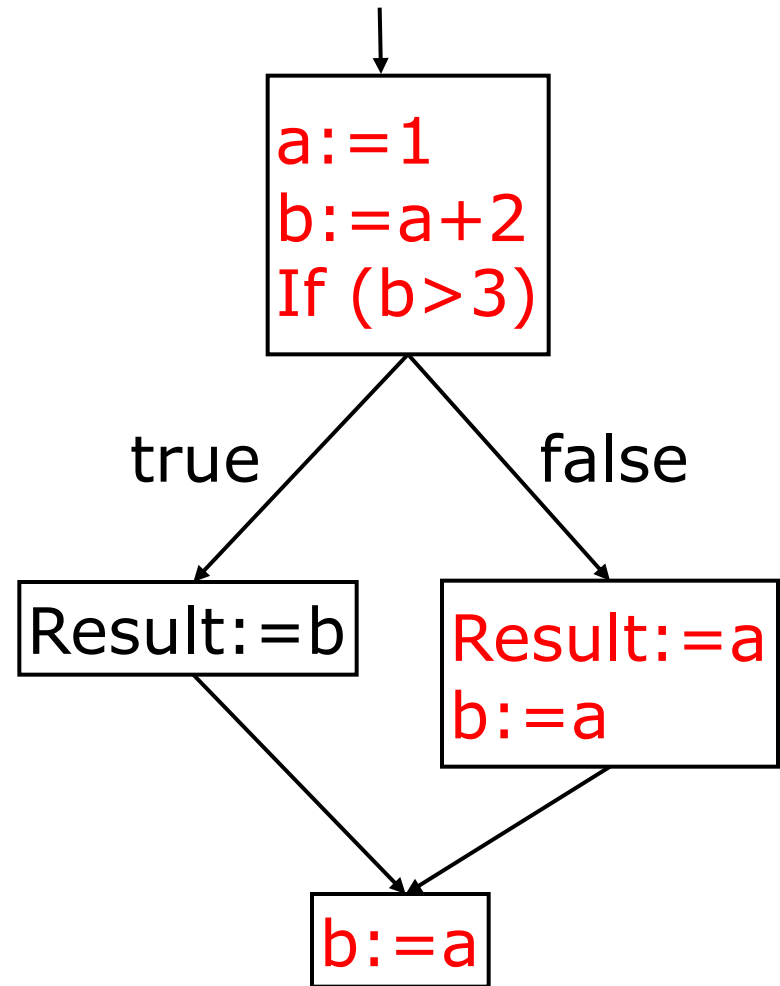 a:=1
b:=a+2
If (b>3)
true
false
Result:=b
Result:=a
b:=a
b:=a